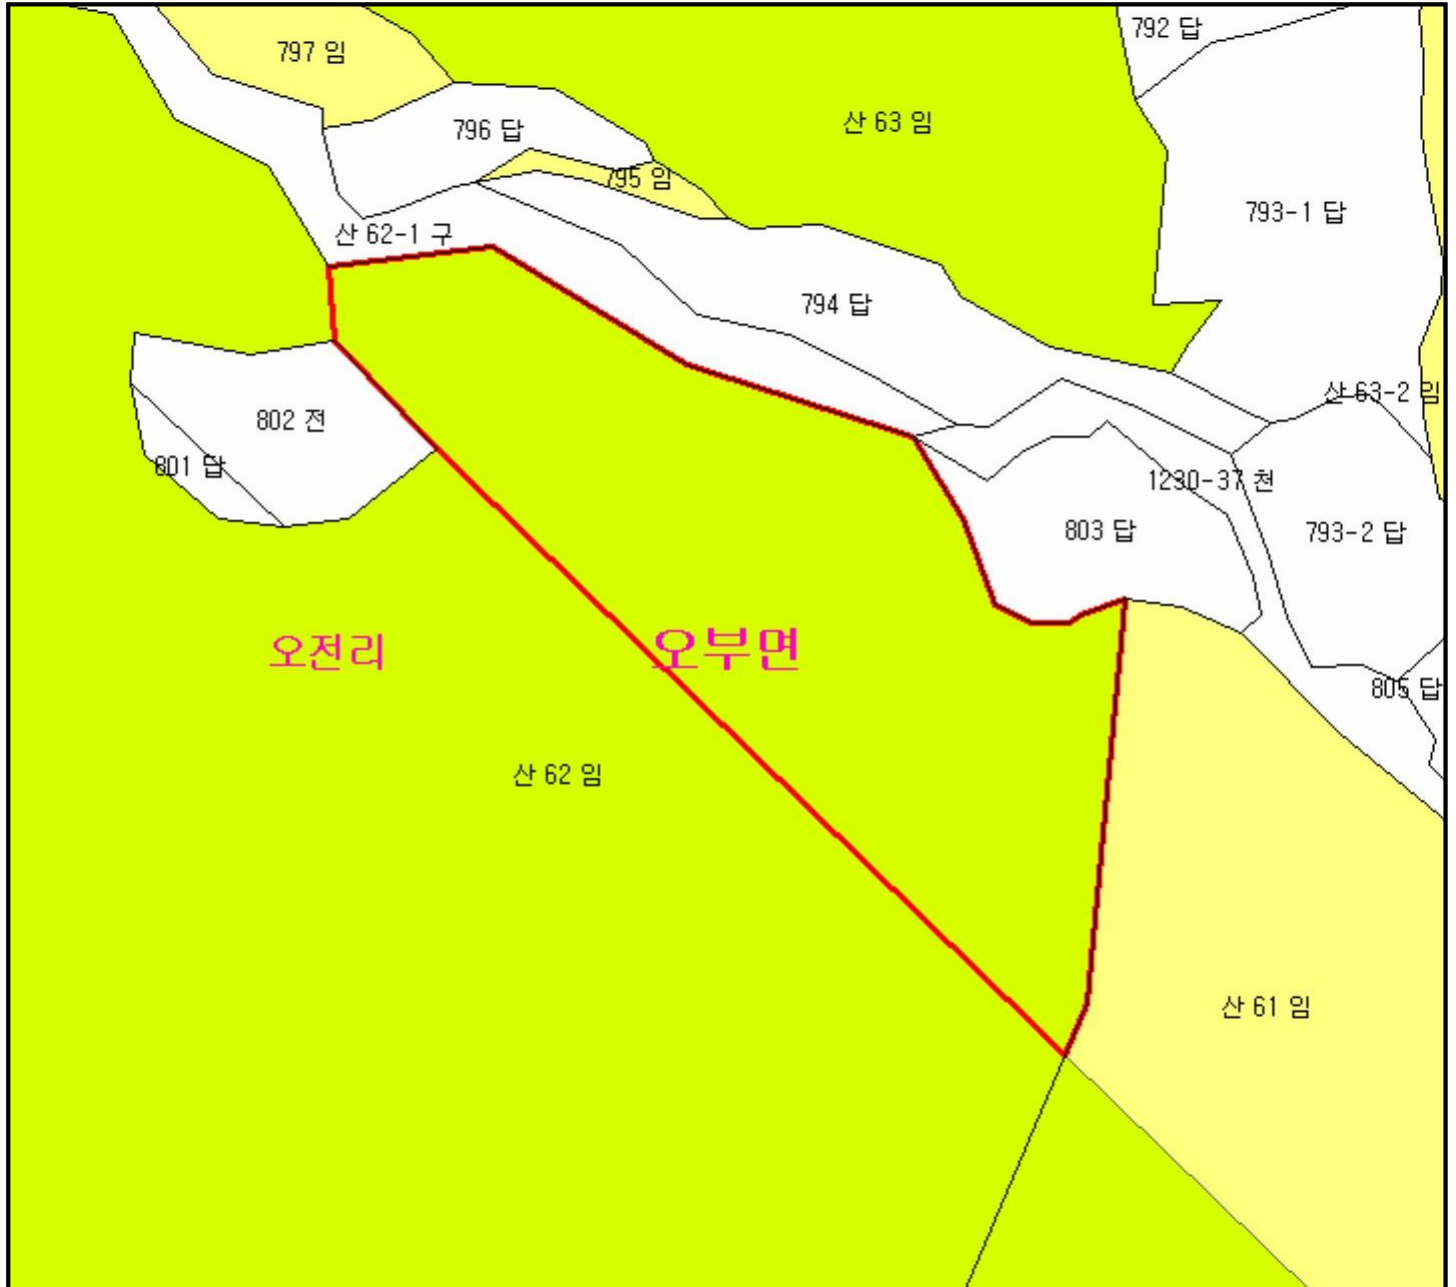 792 답
797 임
산 63 임
796 답
795 임
793-1 답
산 62-1 구
794 답
산 63-2 임
802 전
801 답
1230-37 천
803 답
793-2 답
오전리
오부면
805 답
산 62 임
산 61 임